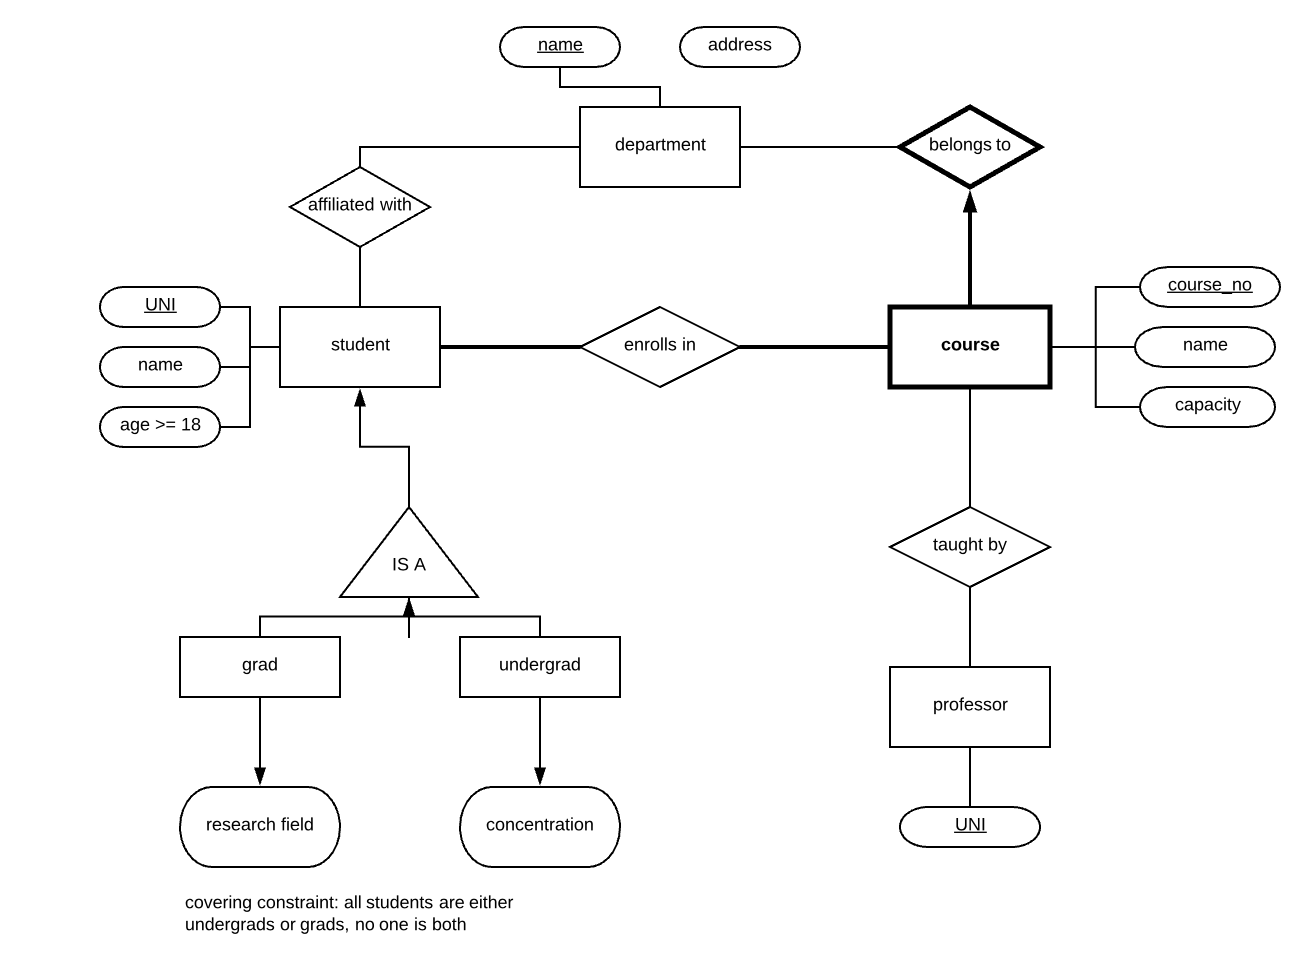 name
address
department
belongs to
affiliated with
UNI
name
age >= 18
student
enrolls in
course
course_no
name
capacity
IS A
taught by
grad
undergrad
professor
research field
concentration
UNI
covering constraint: all students are either
undergrads or grads, no one is both